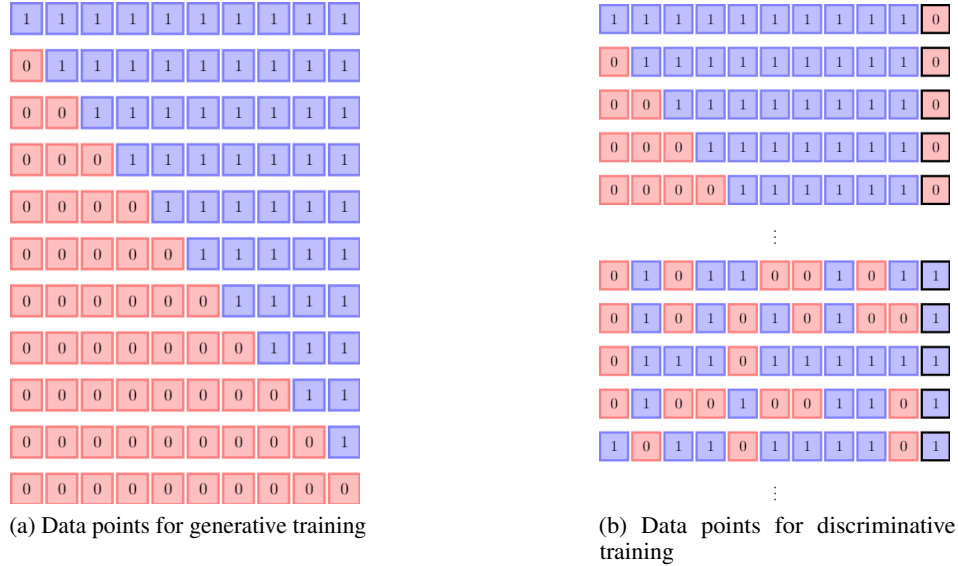 1 1 1 1 1 1 1 1 1 1
0 1 1 1 1 1 1 1 1 1
0 0 1 1 1 1 1 1 1 1
0 0 0 1 1 1 1 1 1 1
0 0 0 0 1 1 1 1 1 1
0 0 0 0 0 1 1 1 1 1
0 0 0 0 0 0 1 1 1 1
0 0 0 0 0 0 0 1 1 1
0 0 0 0 0 0 0 0 1 1
0 0 0 0 0 0 0 0 0 1
0 0 0 0 0 0 0 0 0 0
(a) Data points for generative training
1 1 1 1 1 1 1 1 1 1 0
0 1 1 1 1 1 1 1 1 1 0
0 0 1 1 1 1 1 1 1 1 0
0 0 0 1 1 1 1 1 1 1 0
0 0 0 0 1 1 1 1 1 1 0
⋮
0 1 0 1 1 0 0 1 0 1 1
0 1 0 1 0 1 0 1 0 0 1
0 1 1 1 0 1 1 1 1 1 1
0 1 0 0 1 0 0 1 1 0 1
1 0 1 1 0 1 1 1 1 0 1
⋮
(b) Data points for discriminative
training